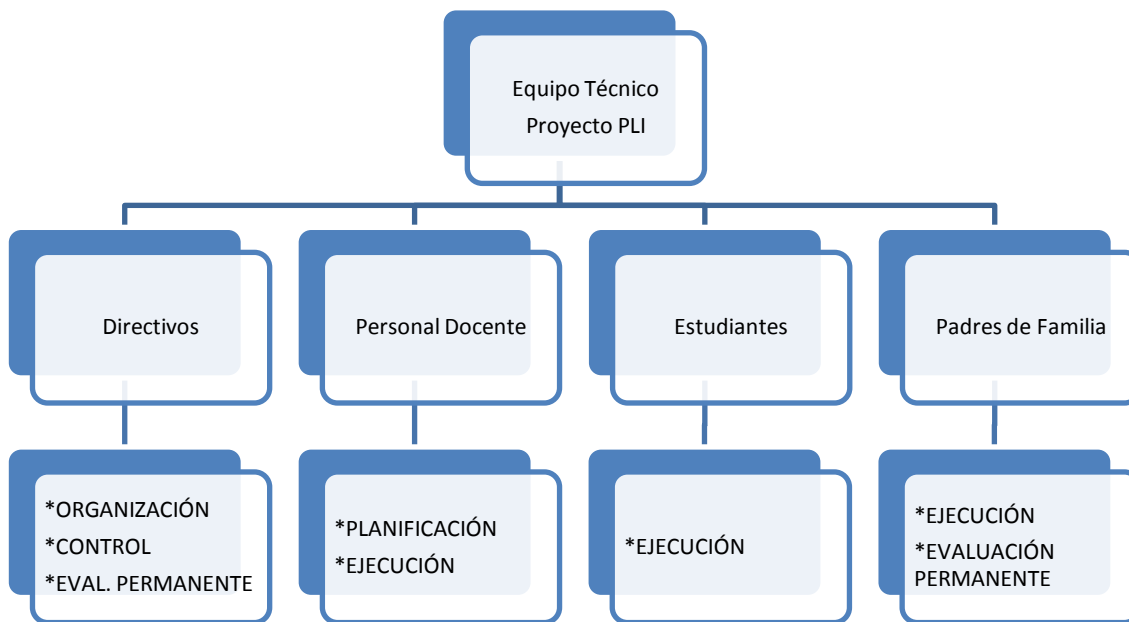 Equipo Técnico
Proyecto PLI
Directivos
Personal Docente
Estudiantes
Padres de Familia
*ORGANIZACIÓN
*CONTROL
*EVAL. PERMANENTE
*PLANIFICACIÓN
*EJECUCIÓN
*EJECUCIÓN
*EJECUCIÓN
*EVALUACIÓN
PERMANENTE